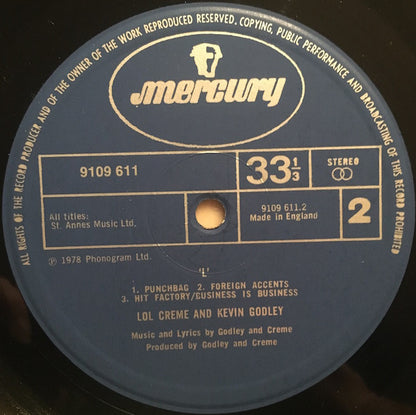 ALL RIGHTS OF THE RECORD PRODUCER AND OF THE OWNER OF THE WORK REPRODUCED RESERVED. COPYING, PUBLIC PERFORMANCE AND BROADCASTING OF THIS RECORD PROHIBITED
mercury
9109 611
33⅓
STEREO
All titles:
St. Annes Music Ltd.
9109 611.2
Made in England
2
℗ 1978 Phonogram Ltd.
'L'
1. PUNCHBAG 2. FOREIGN ACCENTS
3. HIT FACTORY/GUSINESS IS BUSINESS
LØL CREME AND KEVIN GODLEY
Music and Lyrics by Godley and Creme
Produced by Godley and Creme